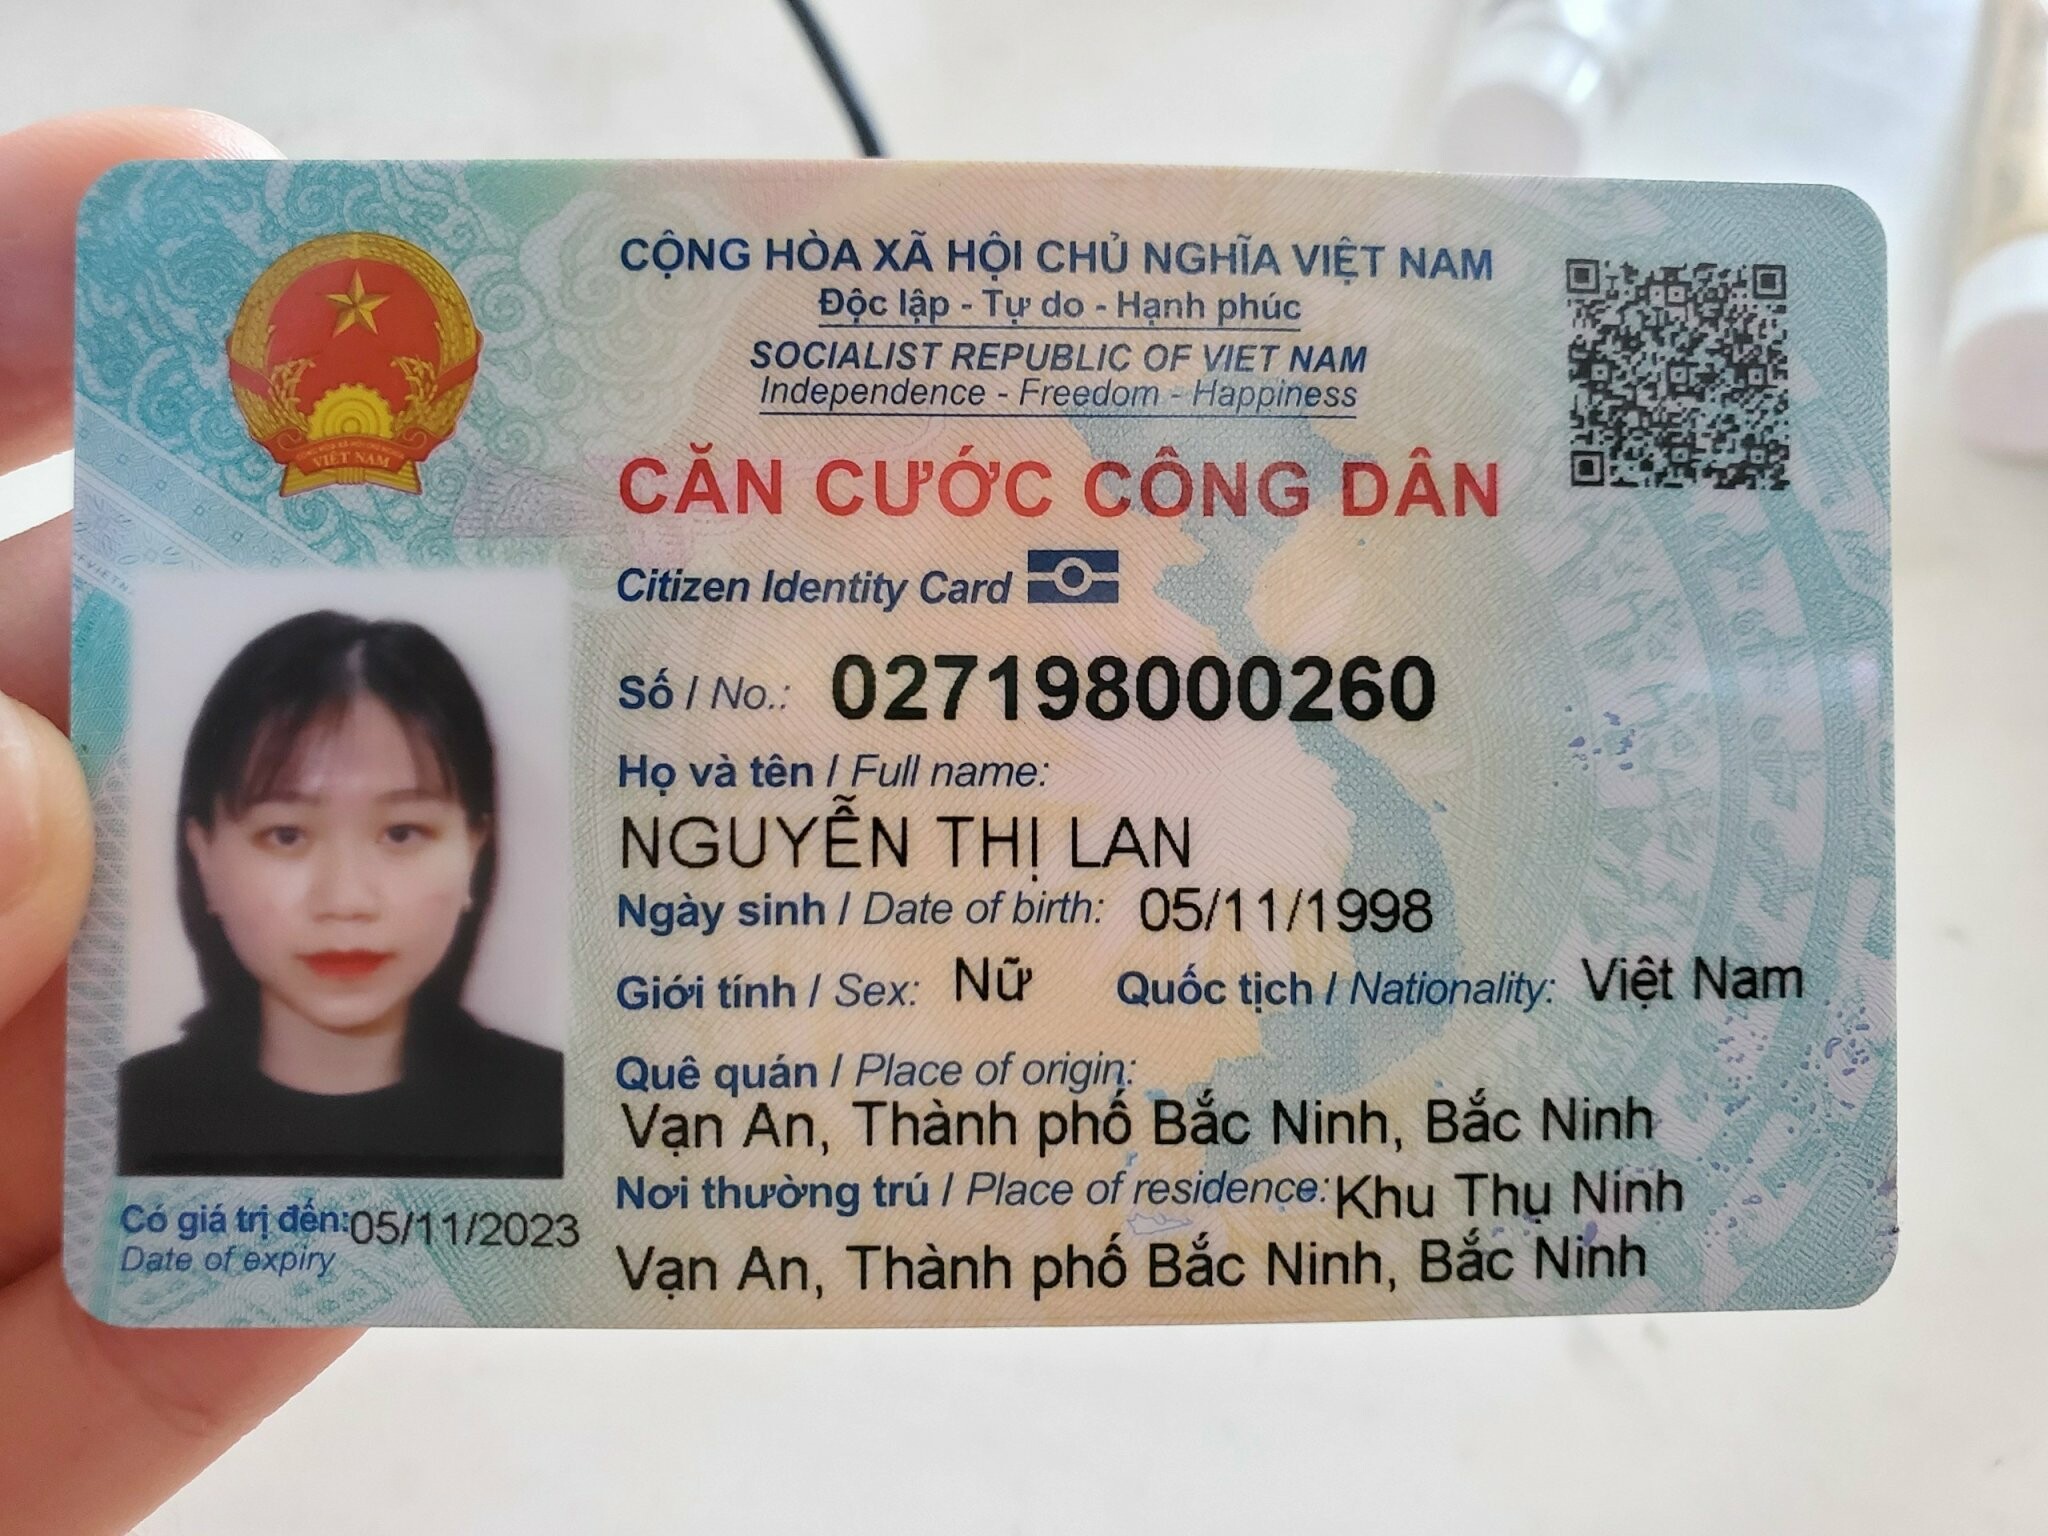 CỘNG HÒA XÃ HỘI CHỦ NGHĨA VIỆT NAM
Độc lập - Tự do - Hạnh phúc
SOCIALIST REPUBLIC OF VIET NAM
Independence - Freedom - Happiness
VIỆT NAM
CĂN CƯỚC CÔNG DÂN
Citizen Identity Card
Số / No.: 027198000260
Họ và tên / Full name:
NGUYỄN THỊ LAN
Ngày sinh / Date of birth: 05/11/1998
Giới tính / Sex: Nữ Quốc tịch / Nationality: Việt Nam
Quê quán / Place of origin:
Vạn An, Thành phố Bắc Ninh, Bắc Ninh
Nơi thường trú / Place of residence: Khu Thụ Ninh
Vạn An, Thành phố Bắc Ninh, Bắc Ninh
Có giá trị đến: 05/11/2023
Date of expiry